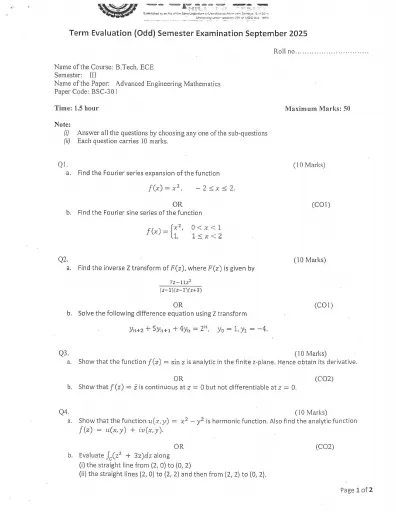 Term Evaluation (Odd) Semester Examination September 2025
Roll no..............................
Name of the Course: B.Tech, ECE
Semester: III
Name of the Paper: Advanced Engineering Mathematics
Paper Code: BSC-301
Time: 1.5 hour Maximum Marks: 50
Note:
(i) Answer all the questions by choosing any one of the sub-questions
(ii) Each question carries 10 marks.
Q1. (10 Marks)
a. Find the Fourier series expansion of the function
f(x) = x², − 2 ≤ x ≤ 2.
OR (CO1)
b. Find the Fourier sine series of the function
f(x) = {x², 0 < x < 1
1, 1 ≤ x < 2
Q2. (10 Marks)
a. Find the inverse Z transform of F(z), where F(z) is given by
7z−11z²
(z−1)(z−2)(z+3)
OR (CO1)
b. Solve the following difference equation using Z transform
yₙ₊₂ + 5yₙ₊₁ + 4yₙ = 2ⁿ, y₀ = 1, y₁ = −4.
Q3. (10 Marks)
a. Show that the function f(z) = sin z is analytic in the finite z-plane. Hence obtain its derivative.
OR (CO2)
b. Show that f(z) = z̄ is continuous at z = 0 but not differentiable at z = 0.
Q4. (10 Marks)
a. Show that the function u(x, y) = x² − y² is harmonic function. Also find the analytic function
f(z) = u(x, y) + iv(x, y).
OR (CO2)
b. Evaluate ∫(z² + 3z)dz along
(i) the straight line from (2, 0) to (0, 2)
(ii) the straight lines (2, 0) to (2, 2) and then from (2, 2) to (0, 2).
Page 1 of 2